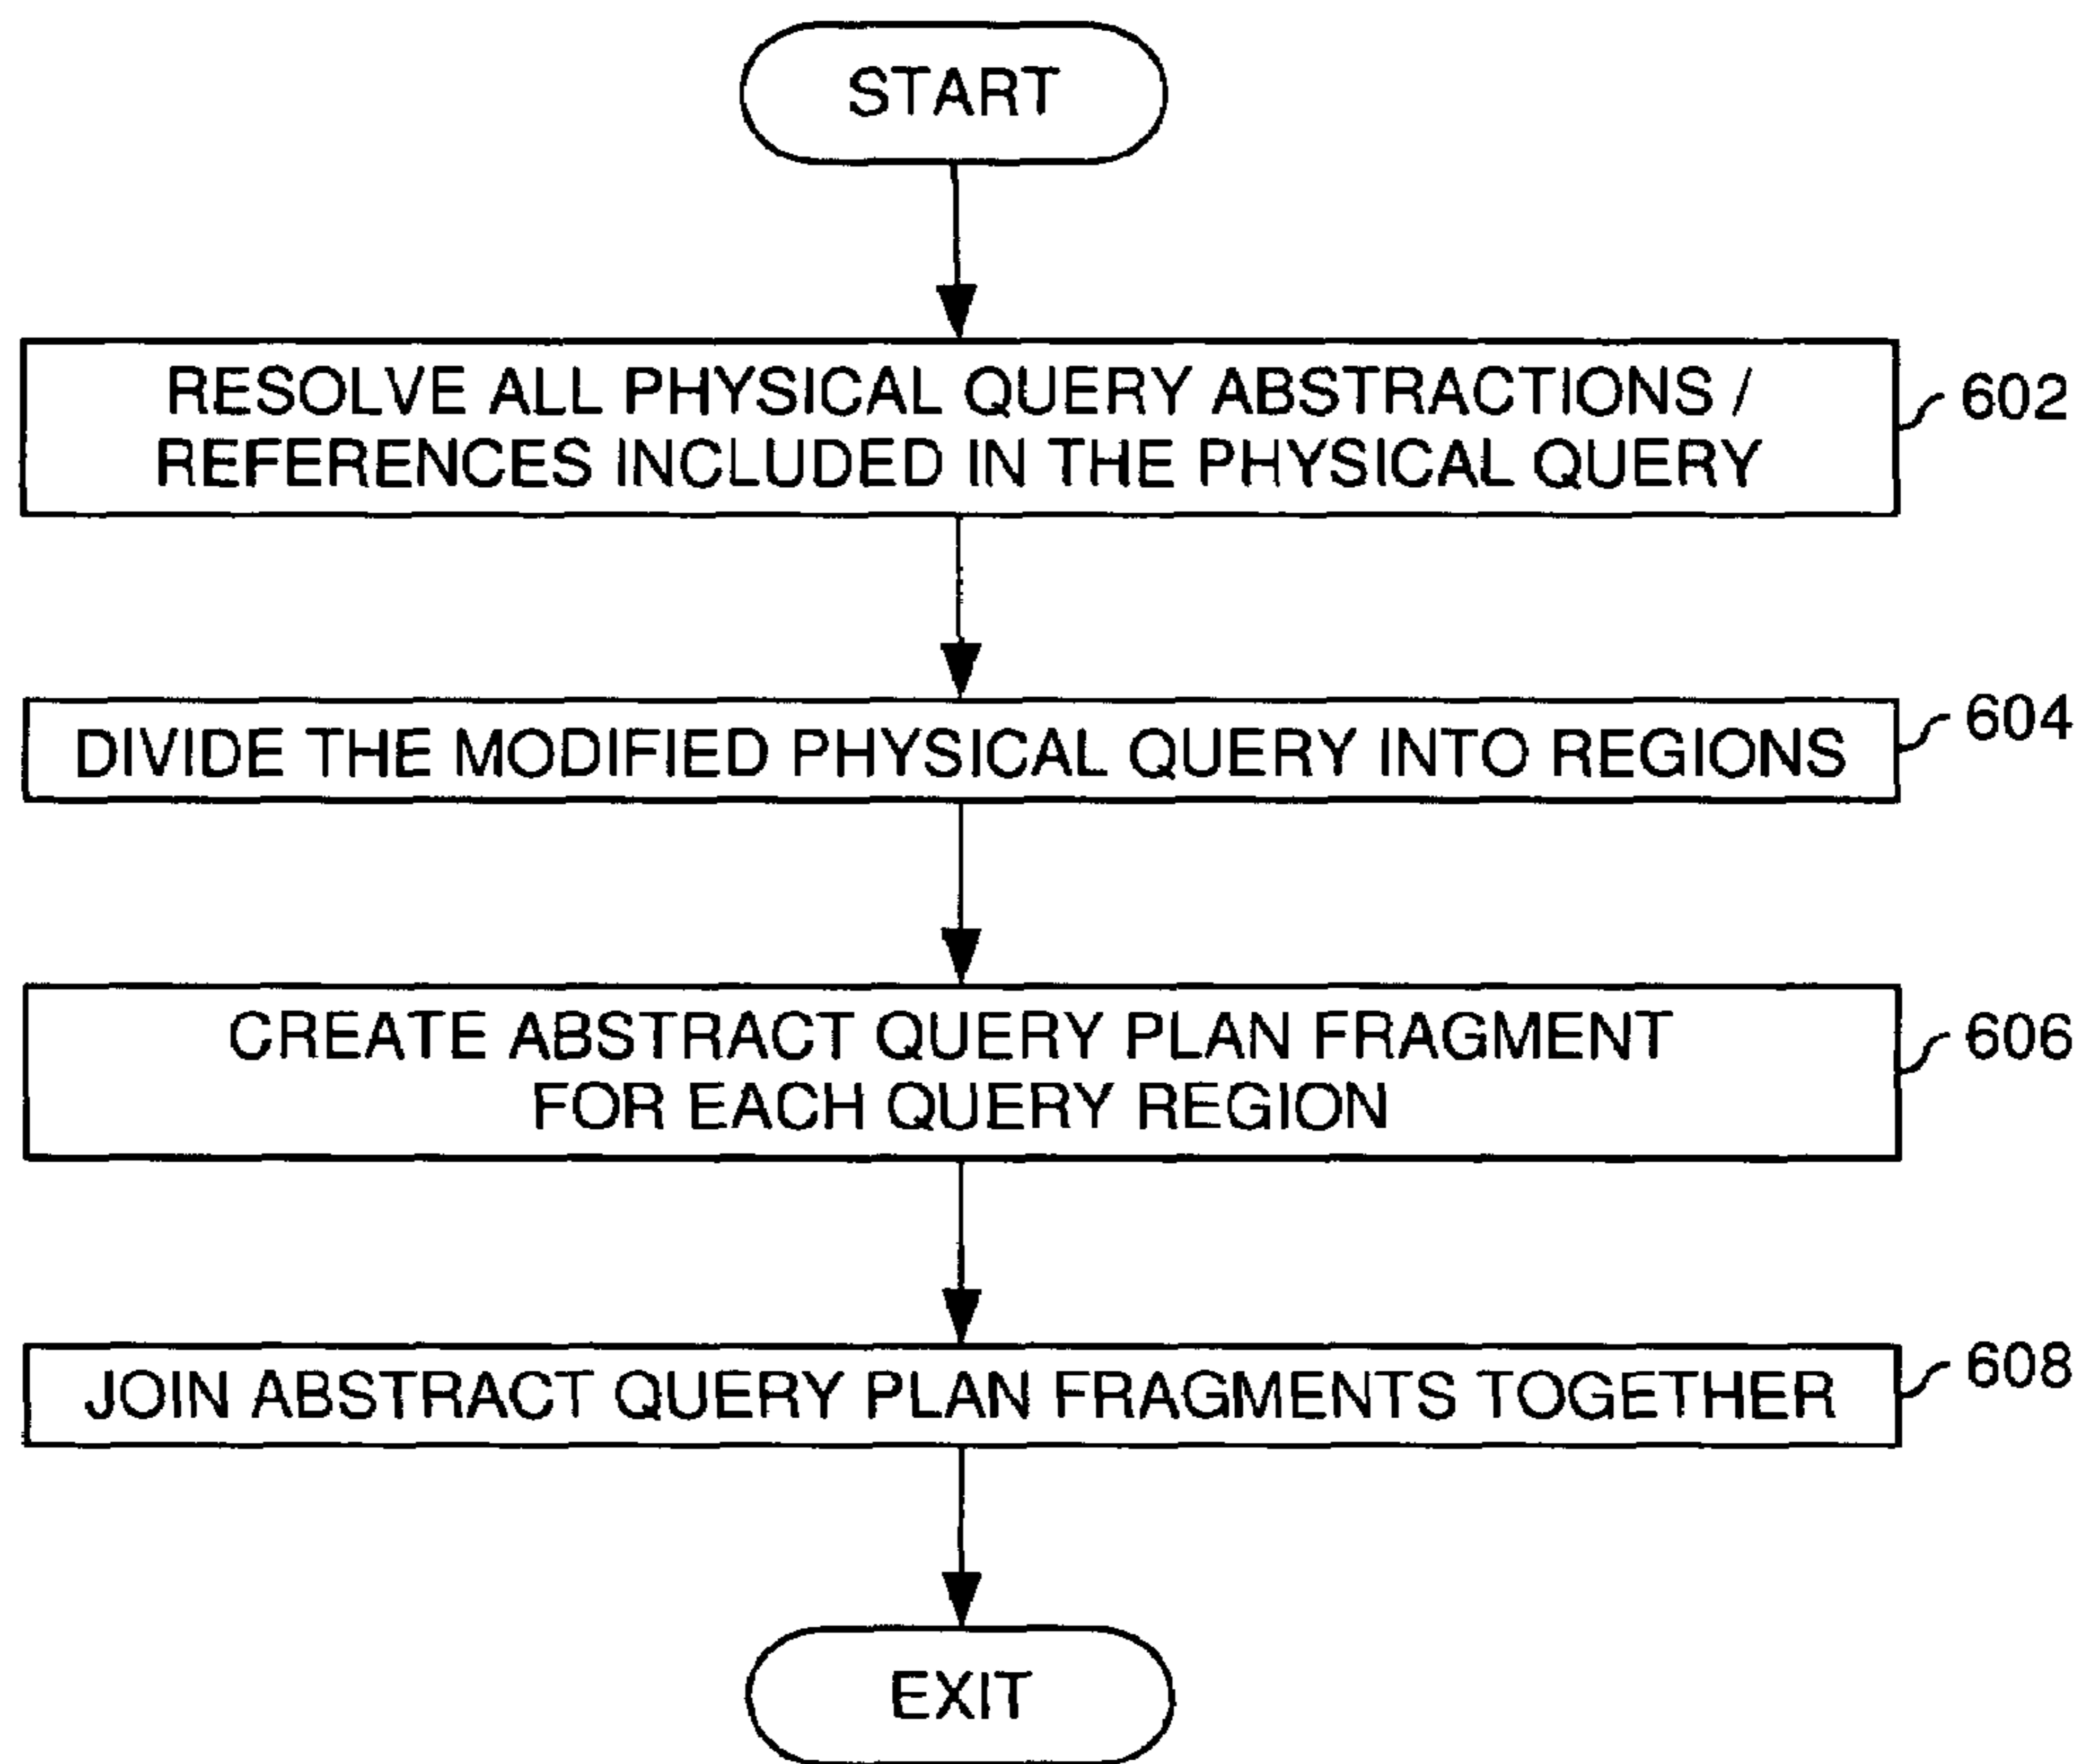 START
RESOLVE ALL PHYSICAL QUERY ABSTRACTIONS /
REFERENCES INCLUDED IN THE PHYSICAL QUERY
602
DIVIDE THE MODIFIED PHYSICAL QUERY INTO REGIONS
604
CREATE ABSTRACT QUERY PLAN FRAGMENT
FOR EACH QUERY REGION
606
JOIN ABSTRACT QUERY PLAN FRAGMENTS TOGETHER
608
EXIT